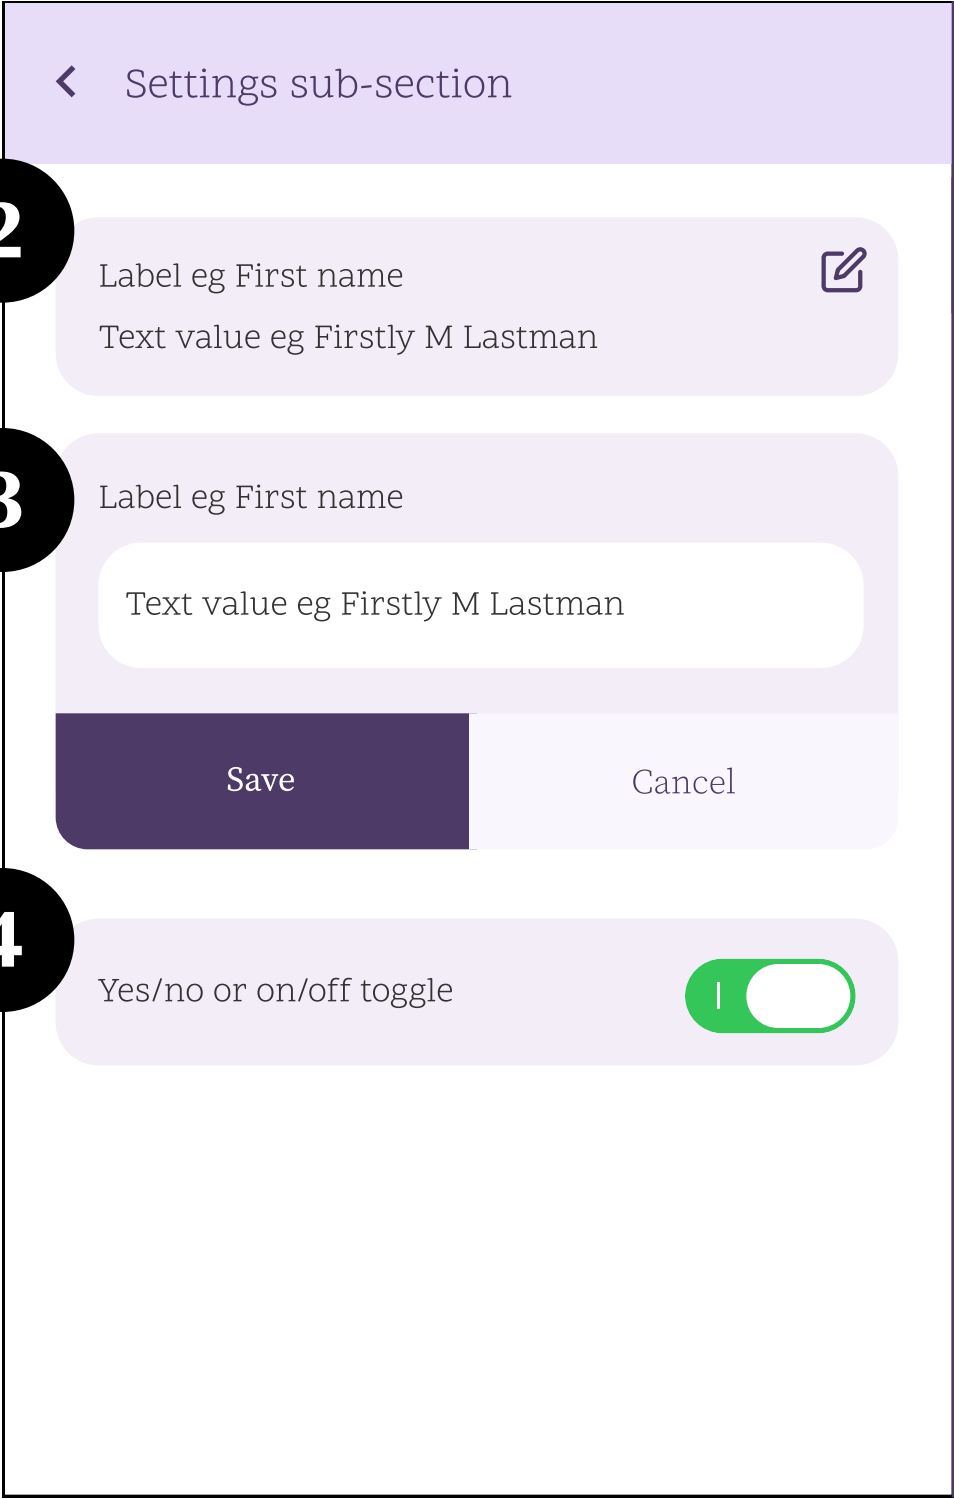 Settings sub-section
2
Label eg First name
Text value eg Firstly M Lastman
3
Label eg First name
Text value eg Firstly M Lastman
Save
Cancel
4
Yes/no or on/off toggle